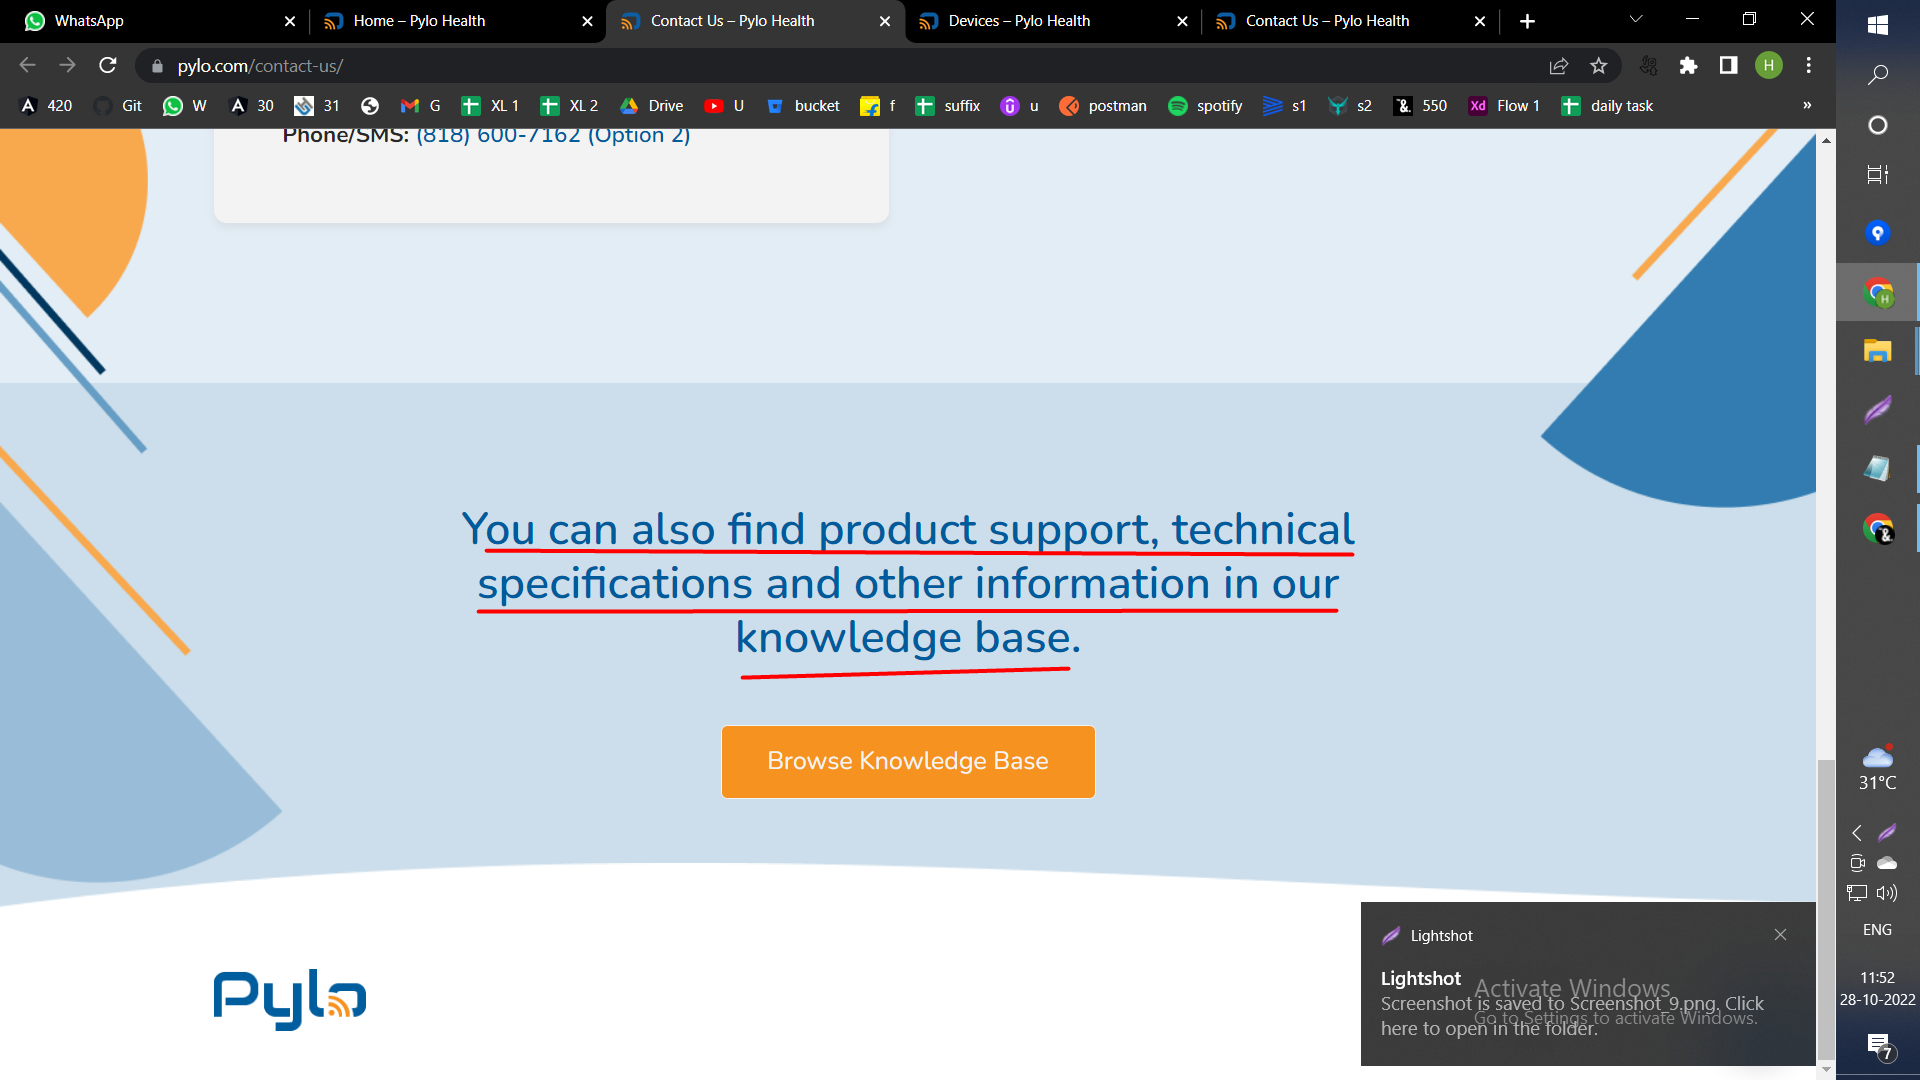 WhatsApp
Home – Pylo Health
Contact Us – Pylo Health
Devices – Pylo Health
Contact Us – Pylo Health
pylo.com/contact-us/
H
420
Git
W
30
31
G
XL 1
XL 2
Drive
U
bucket
f
suffix
u
postman
spotify
s1
s2
550
Xd
Flow 1
daily task
»
Phone/SMS: (818) 600-7162 (Option 2)
You can also find product support, technical
specifications and other information in our
knowledge base.
Browse Knowledge Base
Pylo
Lightshot
Lightshot
Screenshot is saved to Screenshot_9.png. Click
here to open in the folder.
Activate Windows
Go to Settings to activate Windows.
31°C
ENG
11:52
28-10-2022
7